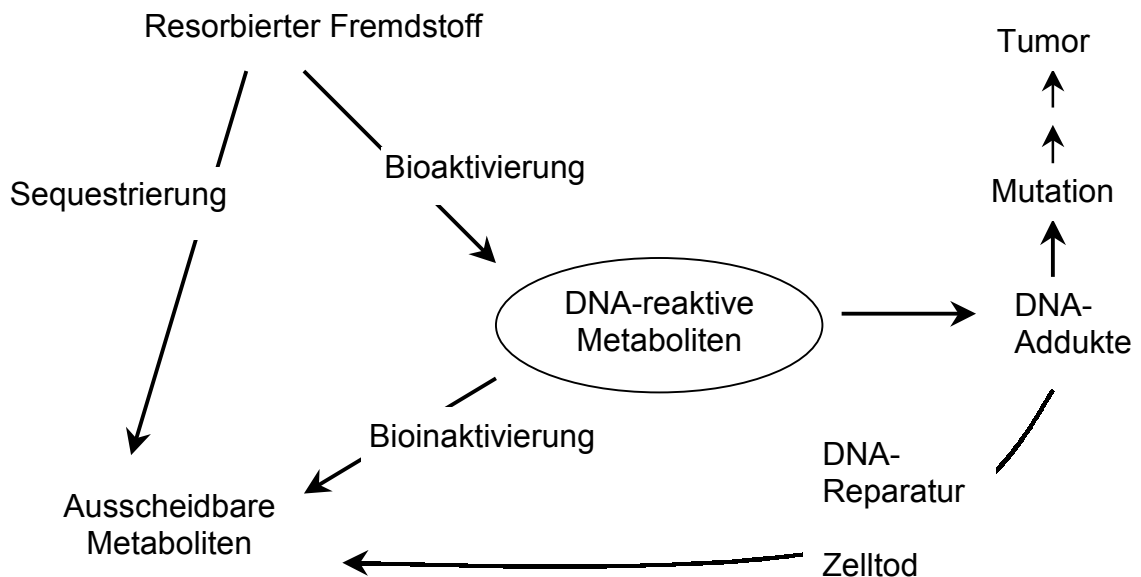 Resorbierter Fremdstoff
Tumor
Bioaktivierung
Sequestrierung
Mutation
DNA-reaktive
Metaboliten
DNA-
Addukte
Bioinaktivierung
DNA-
Reparatur
Ausscheidbare
Metaboliten
Zelltod